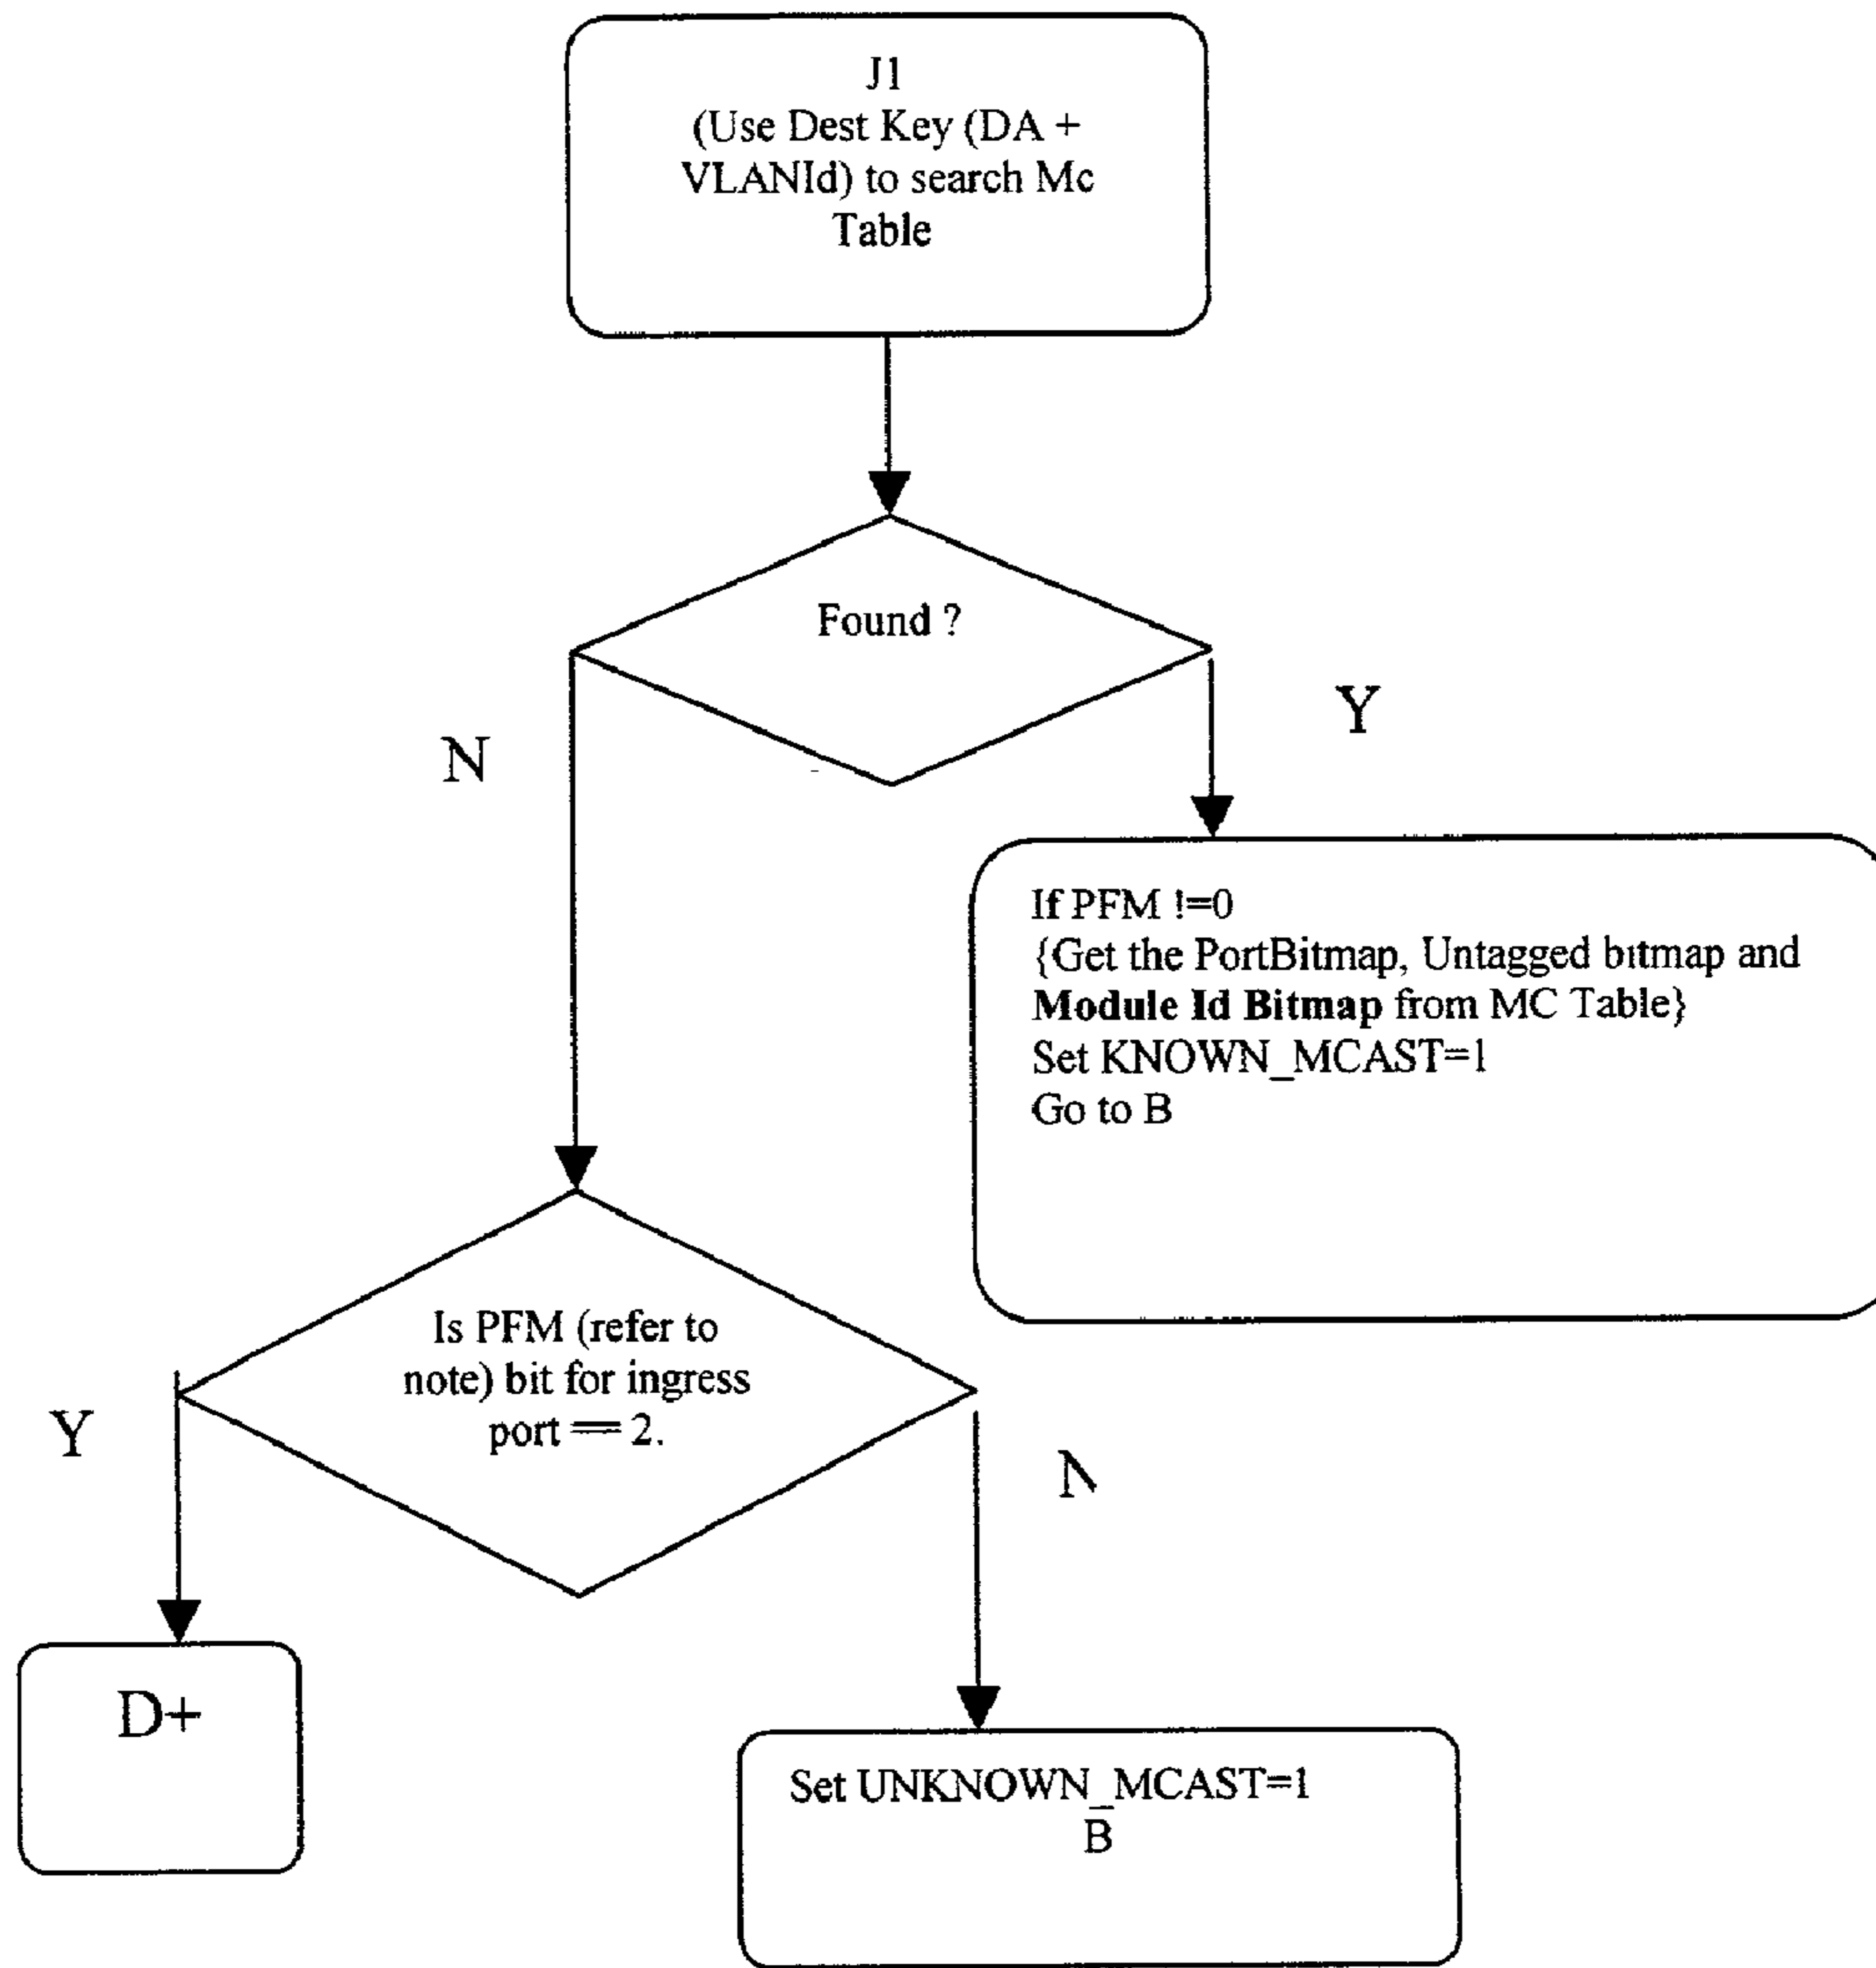 J1
(Use Dest Key (DA +
VLANId) to search Mc
Table
Found ?
N
Y
If PFM !=0
{Get the PortBitmap, Untagged bitmap and
Module Id Bitmap from MC Table}
Set KNOWN_MCAST=1
Go to B
Is PFM (refer to
note) bit for ingress
port == 2.
Y
N
D+
Set UNKNOWN_MCAST=1
B